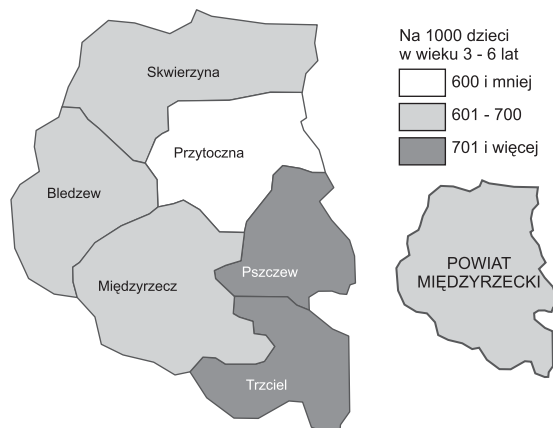 Na 1000 dzieci
w wieku 3 - 6 lat
600 i mniej
601 - 700
701 i więcej
Skwierzyna
Przytoczna
Bledzew
Międzyrzecz
Pszczew
Trzciel
POWIAT
MIĘDZYRZECKI